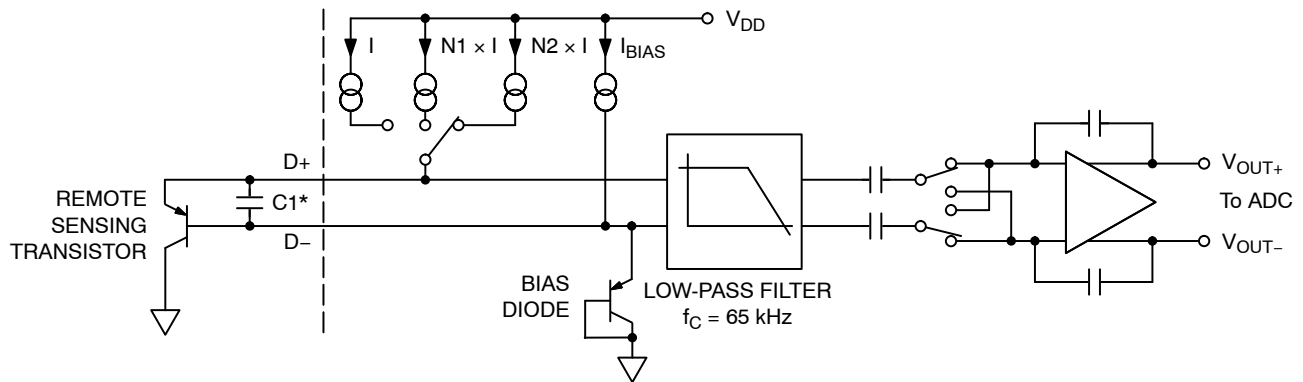 V_DD
I
N1 × I
N2 × I
I_BIAS
D+
C1*
D−
REMOTE
SENSING
TRANSISTOR
BIAS
DIODE
LOW-PASS FILTER
f_C = 65 kHz
V_OUT+
To ADC
V_OUT−